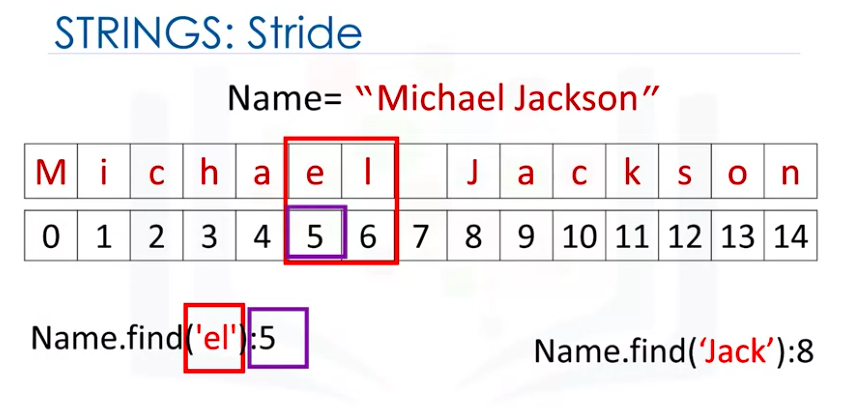 STRINGS: Stride
Name= “Michael Jackson”
M i c h a e l J a c k s o n
0 1 2 3 4 5 6 7 8 9 10 11 12 13 14
Name.find('el'):5
Name.find(‘Jack’):8